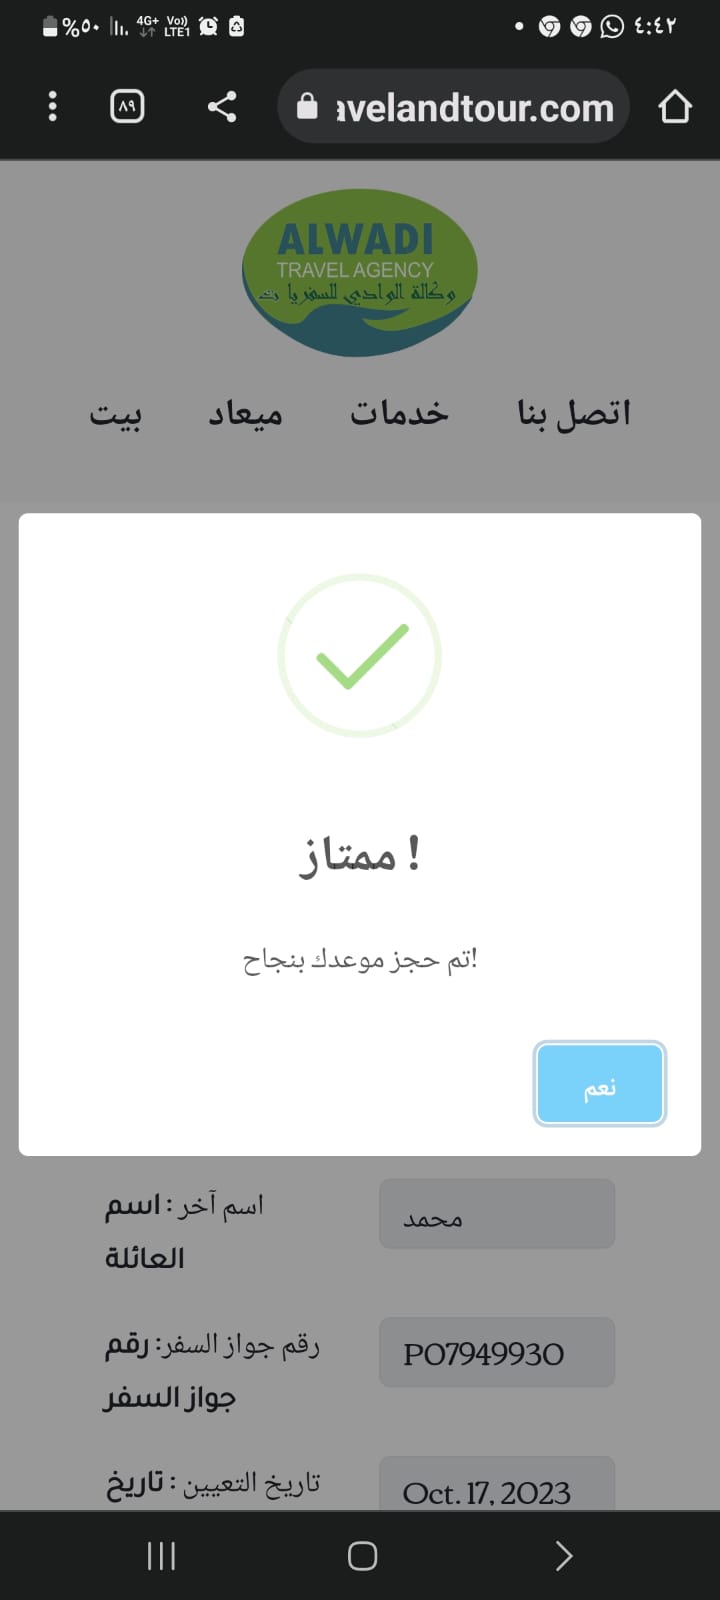 %٥٠ 4G+ Vo)) LTE1 ٤:٤٢
٨٩ avelandtour.com
ALWADI
TRAVEL AGENCY
وكالة الوادي للسفريات
بيت ميعاد خدمات اتصل بنا
ممتاز !
تم حجز موعدك بنجاح!
نعم
اسم آخر : اسم العائلة
محمد
رقم جواز السفر: رقم جواز السفر
P07949930
تاريخ التعيين : تاريخ
Oct. 17, 2023